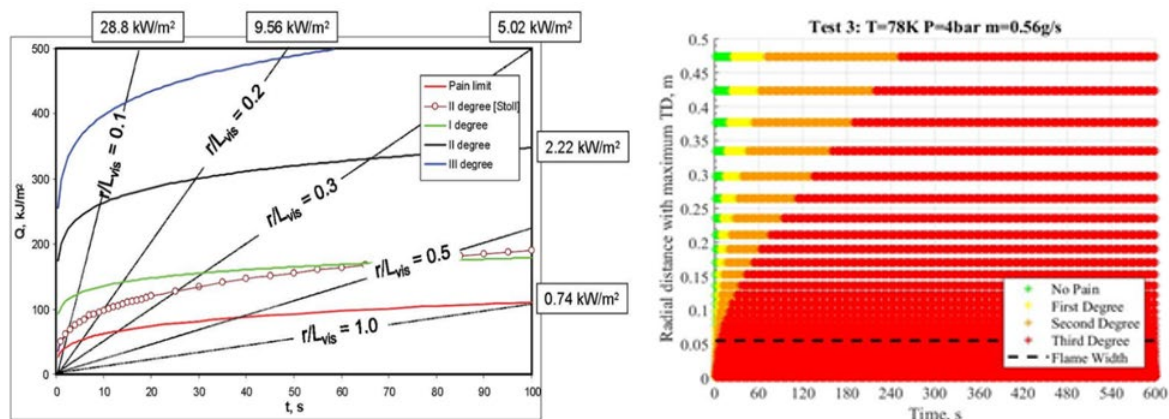 28.8 kW/m²
9.56 kW/m²
5.02 kW/m²
2.22 kW/m²
0.74 kW/m²
500
400
300
200
100
0
Q, kJ/m²
0 10 20 30 40 50 60 70 80 90 100
t, s
r/Lvis = 0.1
r/Lvis = 0.2
r/Lvis = 0.3
r/Lvis = 0.5
r/Lvis = 1.0
Pain limit
II degree [Stoll]
I degree
II degree
III degree
Test 3: T=78K P=4bar m=0.56g/s
0.5
0.45
0.4
0.35
0.3
0.25
0.2
0.15
0.1
0.05
0
Radial distance with maximum TD, m
No Pain
First Degree
Second Degree
Third Degree
Flame Width
0 60 120 180 240 300 360 420 480 540 600
Time, s